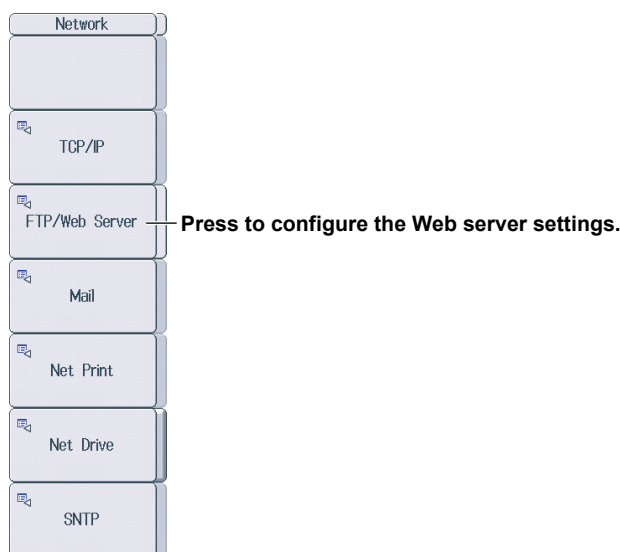 Network
TCP/IP
FTP/Web Server
Press to configure the Web server settings.
Mail
Net Print
Net Drive
SNTP